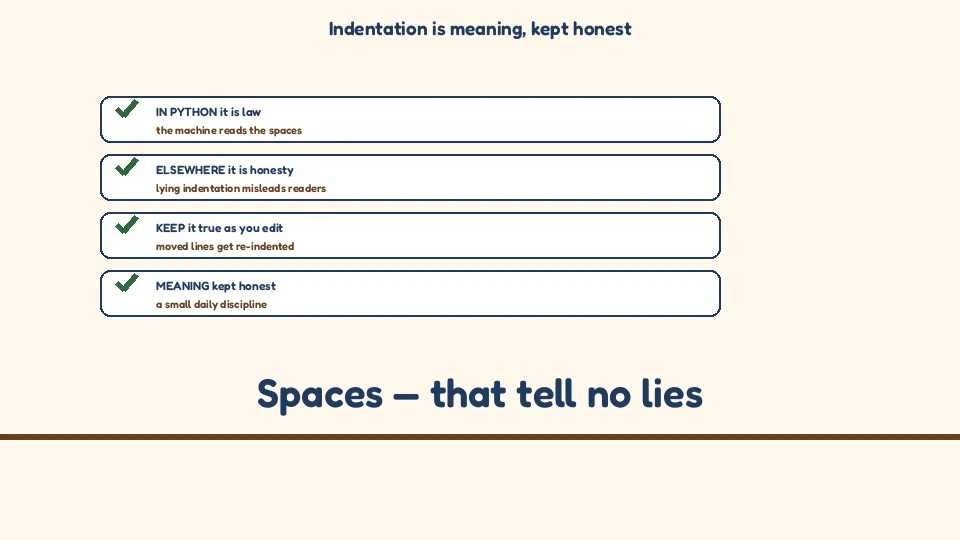 Indentation is meaning, kept honest
IN PYTHON it is law
the machine reads the spaces
ELSEWHERE it is honesty
lying indentation misleads readers
KEEP it true as you edit
moved lines get re-indented
MEANING kept honest
a small daily discipline
Spaces — that tell no lies